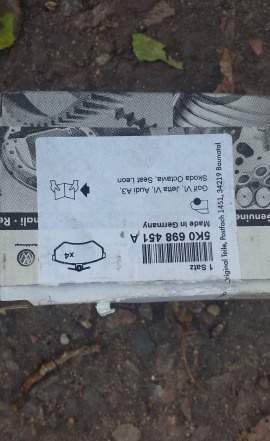 1 Satz
5K0 698 451 A
Made in Germany
Golf VI, Jetta VI, Audi A3,
Skoda Octavia, Seat Leon
x4
Original Teile, Postfach 1451, 34219 Baunatal
Genuine